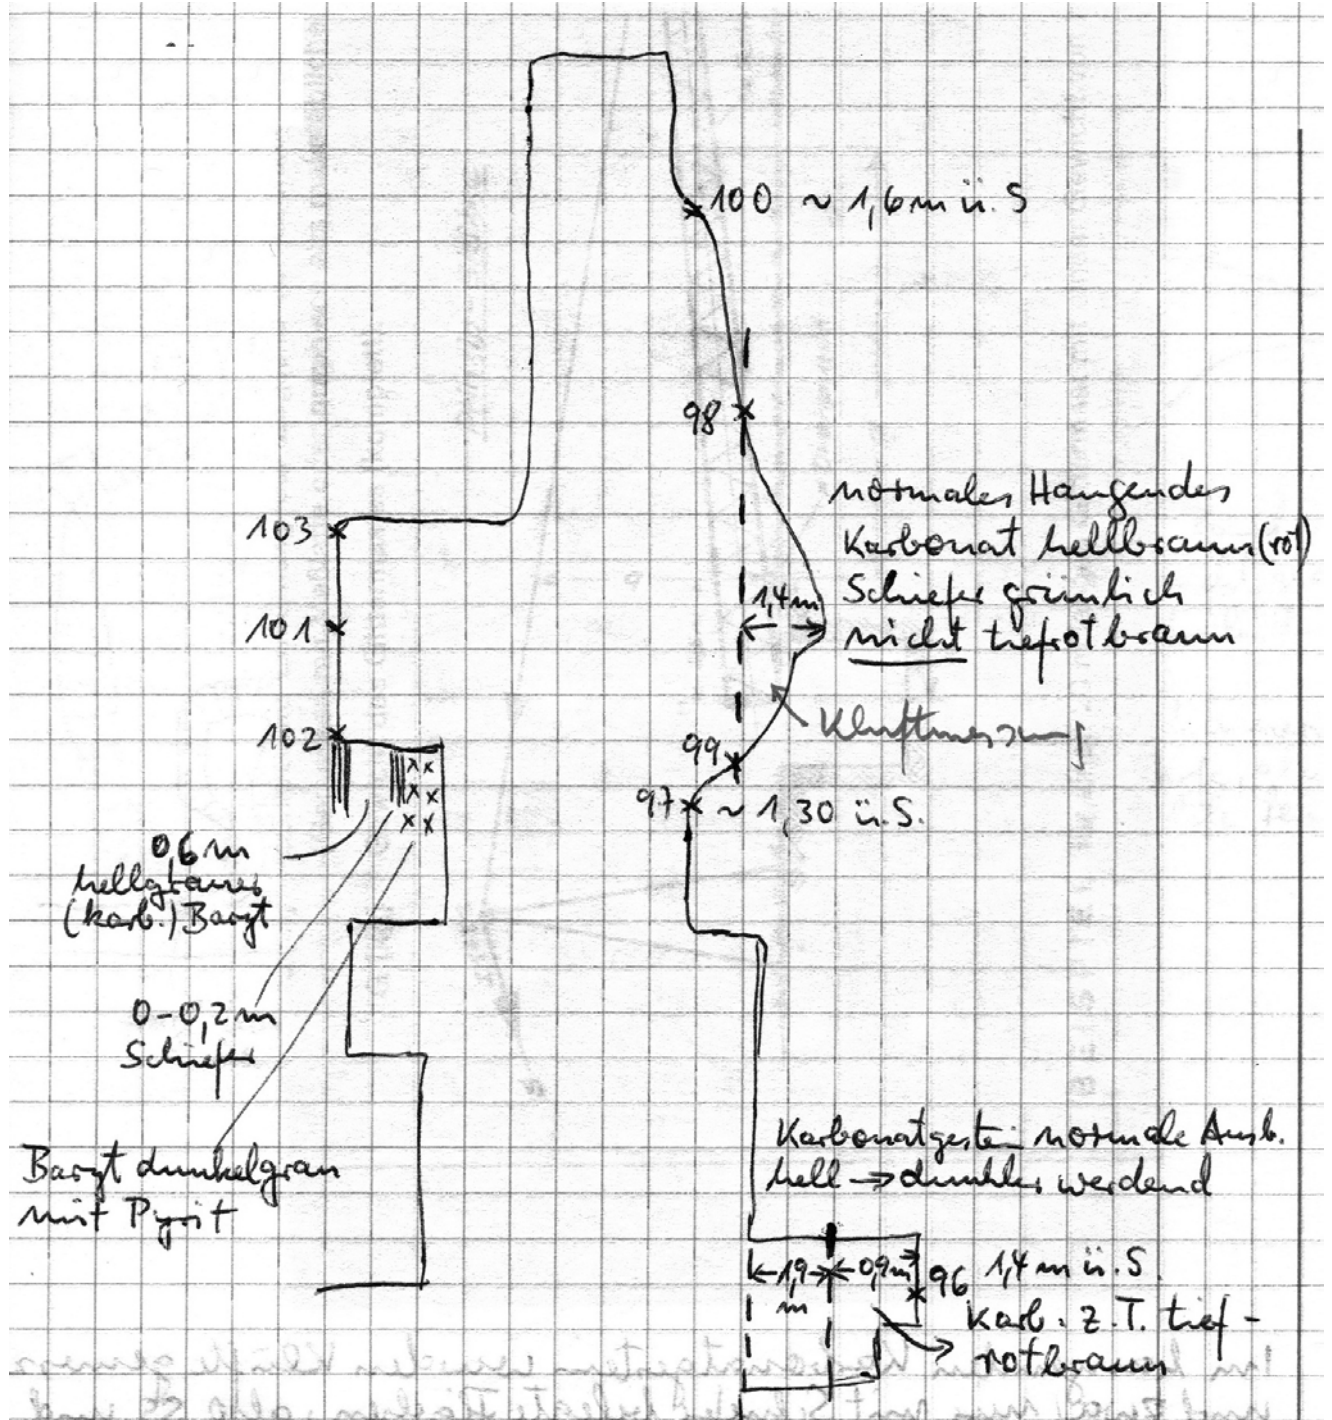 100 ~ 1,6 m ü. S
98
normales Hangendes
Karbonat hellbraun (rot)
Schiefer grünlich
nicht tiefrotbraun
1,4 m
103
101
102
Kluftmessung
99
97 ~ 1,30 ü. S.
0,6 m
hellgraues
(karb.) Baryt
0-0,2 m
Schiefer
Baryt dunkelgrau
mit Pyrit
Karbonatgestein normale Ausb.
hell → dunkler werdend
1,9 m
0,9 m
96 1,4 m ü. S.
Karb. z. T. tief-
rotbraun